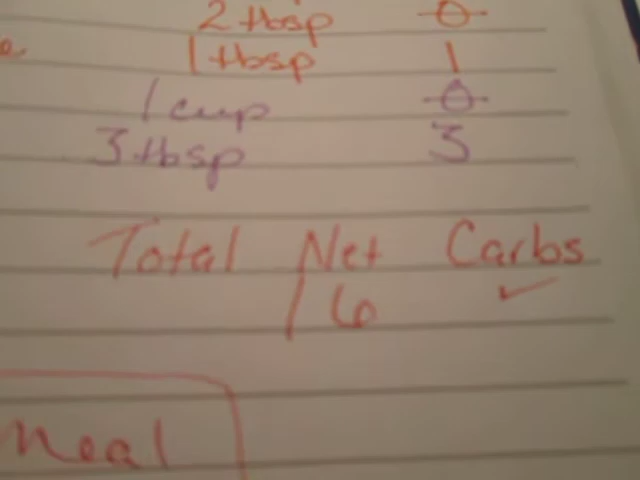 2 tbsp 0
1 tbsp 1
1 cup 0
3 tbsp 3
Total Net Carbs
16
Meal